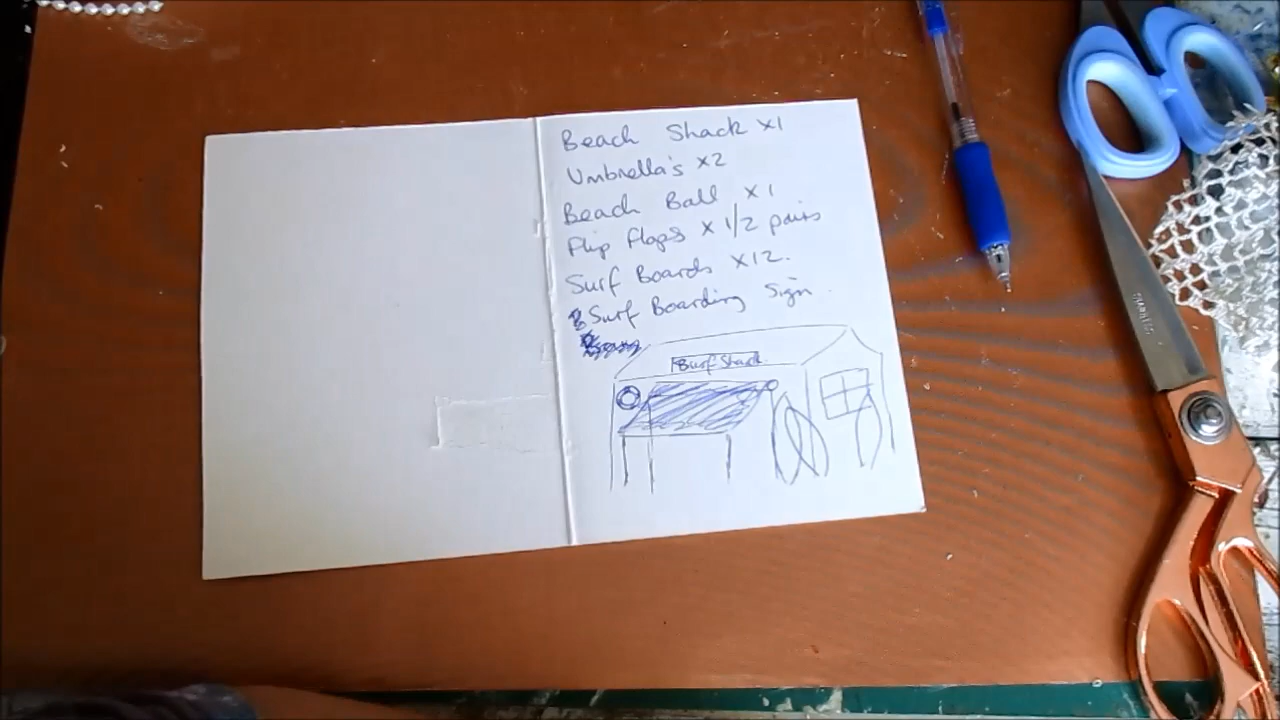 Beach Shack x1
Umbrella's x2
Beach Ball x 1
Flip Flops x 1/2 pairs
Surf Boards x12.
Surf Boarding Sign.
Surf Shack